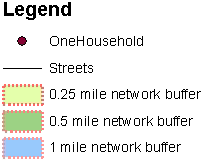 Legend
OneHousehold
Streets
0.25 mile network buffer
0.5 mile network buffer
1 mile network buffer